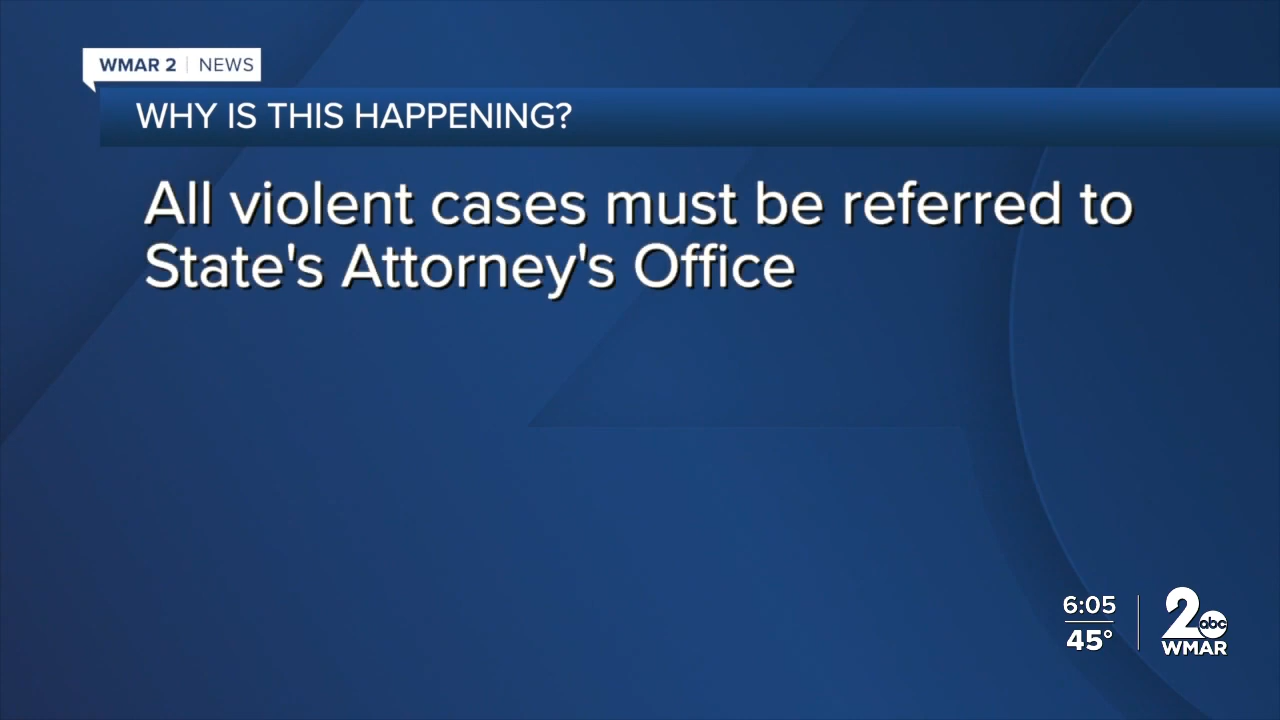 WMAR 2 | NEWS
WHY IS THIS HAPPENING?
All violent cases must be referred to
State's Attorney's Office
6:05
45°
2 abc
WMAR